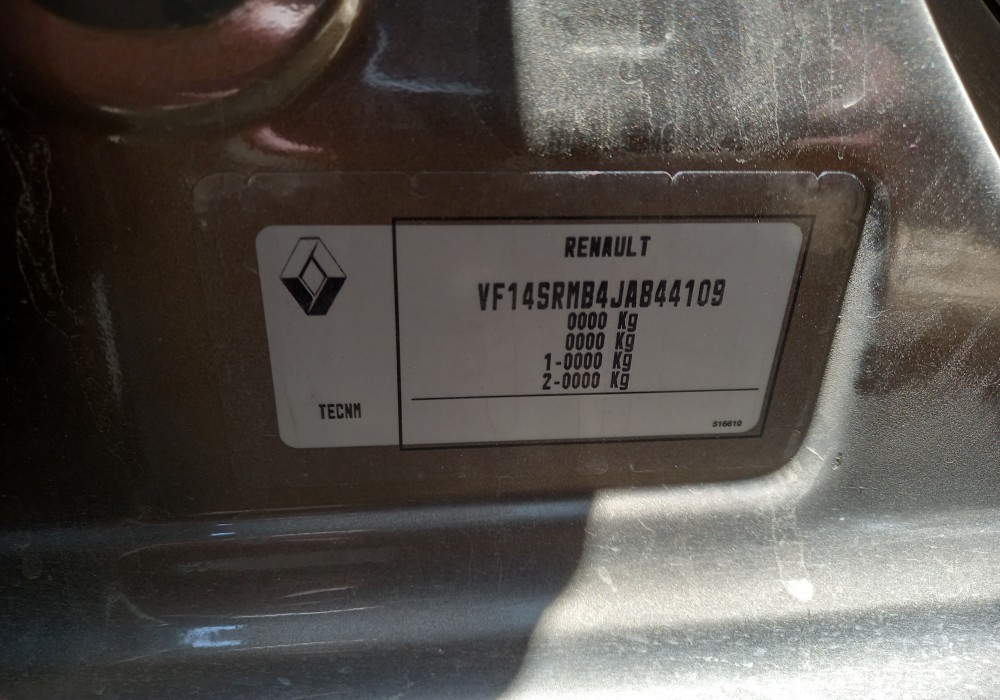 RENAULT
VF14SRMB4JAB44109
0000 Kg
0000 Kg
1-0000 Kg
2-0000 Kg
TECNM
516610